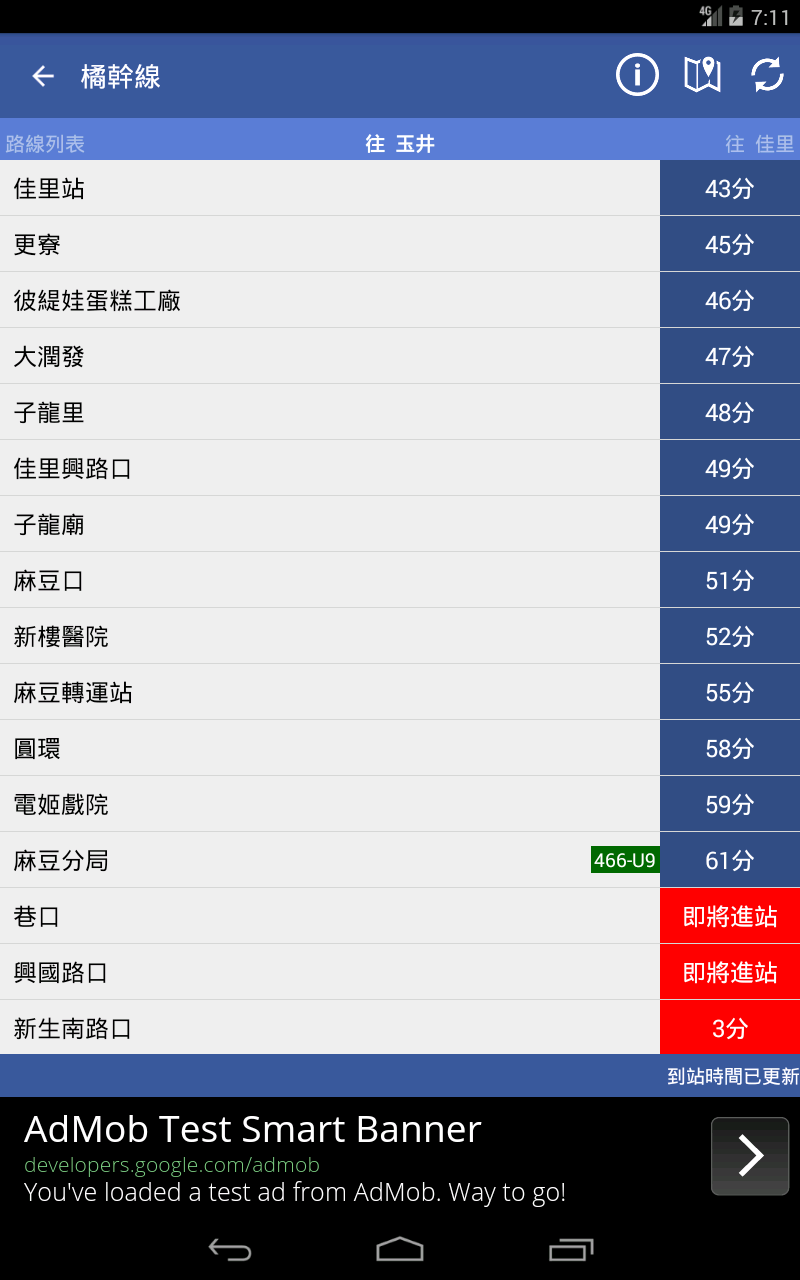 4G 7:11
橘幹線
路線列表 往 玉井 往 佳里
佳里站 43分
更寮 45分
彼緹娃蛋糕工廠 46分
大潤發 47分
子龍里 48分
佳里興路口 49分
子龍廟 49分
麻豆口 51分
新樓醫院 52分
麻豆轉運站 55分
圓環 58分
電姬戲院 59分
麻豆分局 466-U9 61分
巷口 即將進站
興國路口 即將進站
新生南路口 3分
到站時間已更新
AdMob Test Smart Banner
developers.google.com/admob
You've loaded a test ad from AdMob. Way to go!